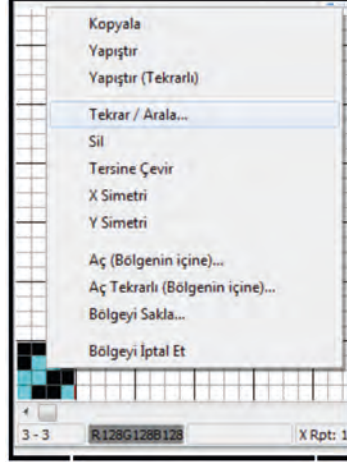 Kopyala
Yapıştır
Yapıştır (Tekrarlı)
Tekrar / Arala...
Sil
Tersine Çevir
X Simetri
Y Simetri
Aç (Bölgenin içine)...
Aç Tekrarlı (Bölgenin içine)...
Bölgeyi Sakla...
Bölgeyi İptal Et
3 - 3 R128G128B128 X Rpt: 1